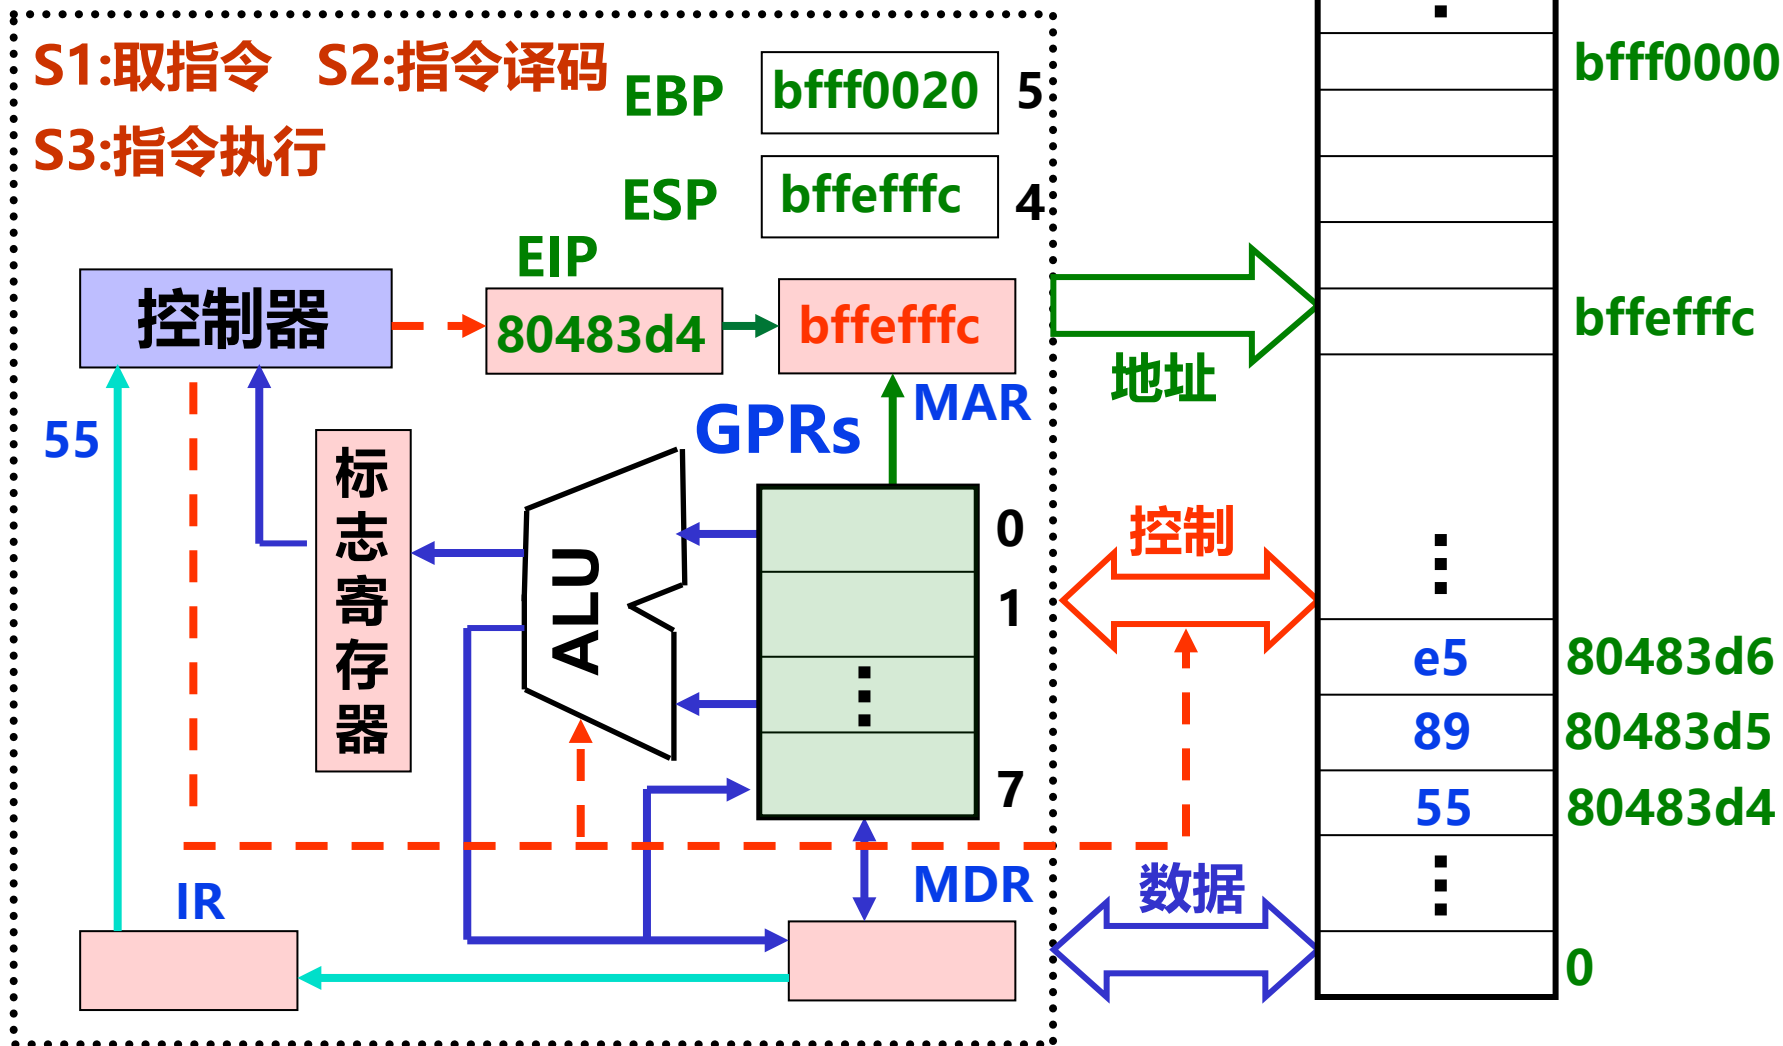 S1:取指令 S2:指令译码
S3:指令执行
EBP bfff0020 5
ESP bffefffc 4
EIP
控制器
80483d4
bffefffc
MAR
GPRs
55
标志寄存器
ALU
0
1
⋮
7
MDR
IR
地址
控制
数据
bfff0000
bffefffc
⋮
e5 80483d6
89 80483d5
55 80483d4
⋮
0